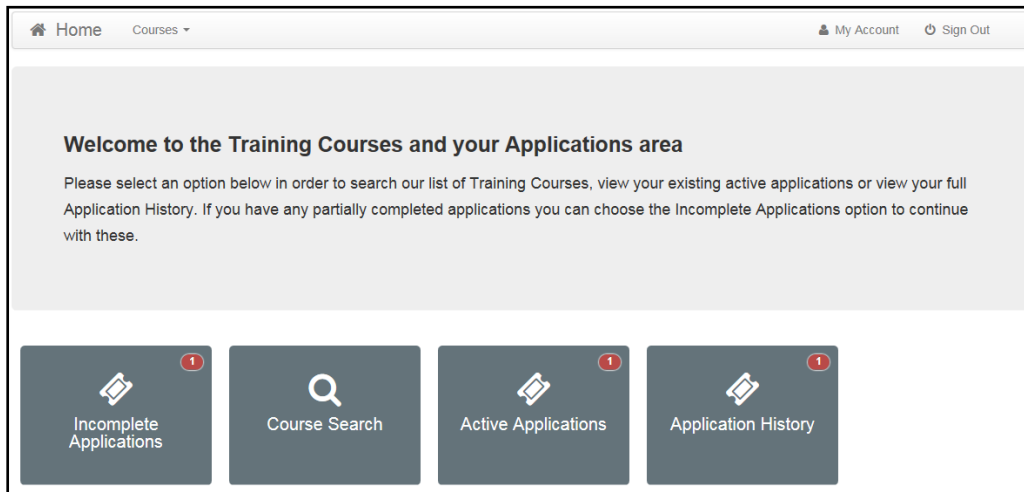 Home Courses My Account Sign Out
Welcome to the Training Courses and your Applications area
Please select an option below in order to search our list of Training Courses, view your existing active applications or view your full
Application History. If you have any partially completed applications you can choose the Incomplete Applications option to continue
with these.
1
Incomplete
Applications
Course Search
1
Active Applications
1
Application History